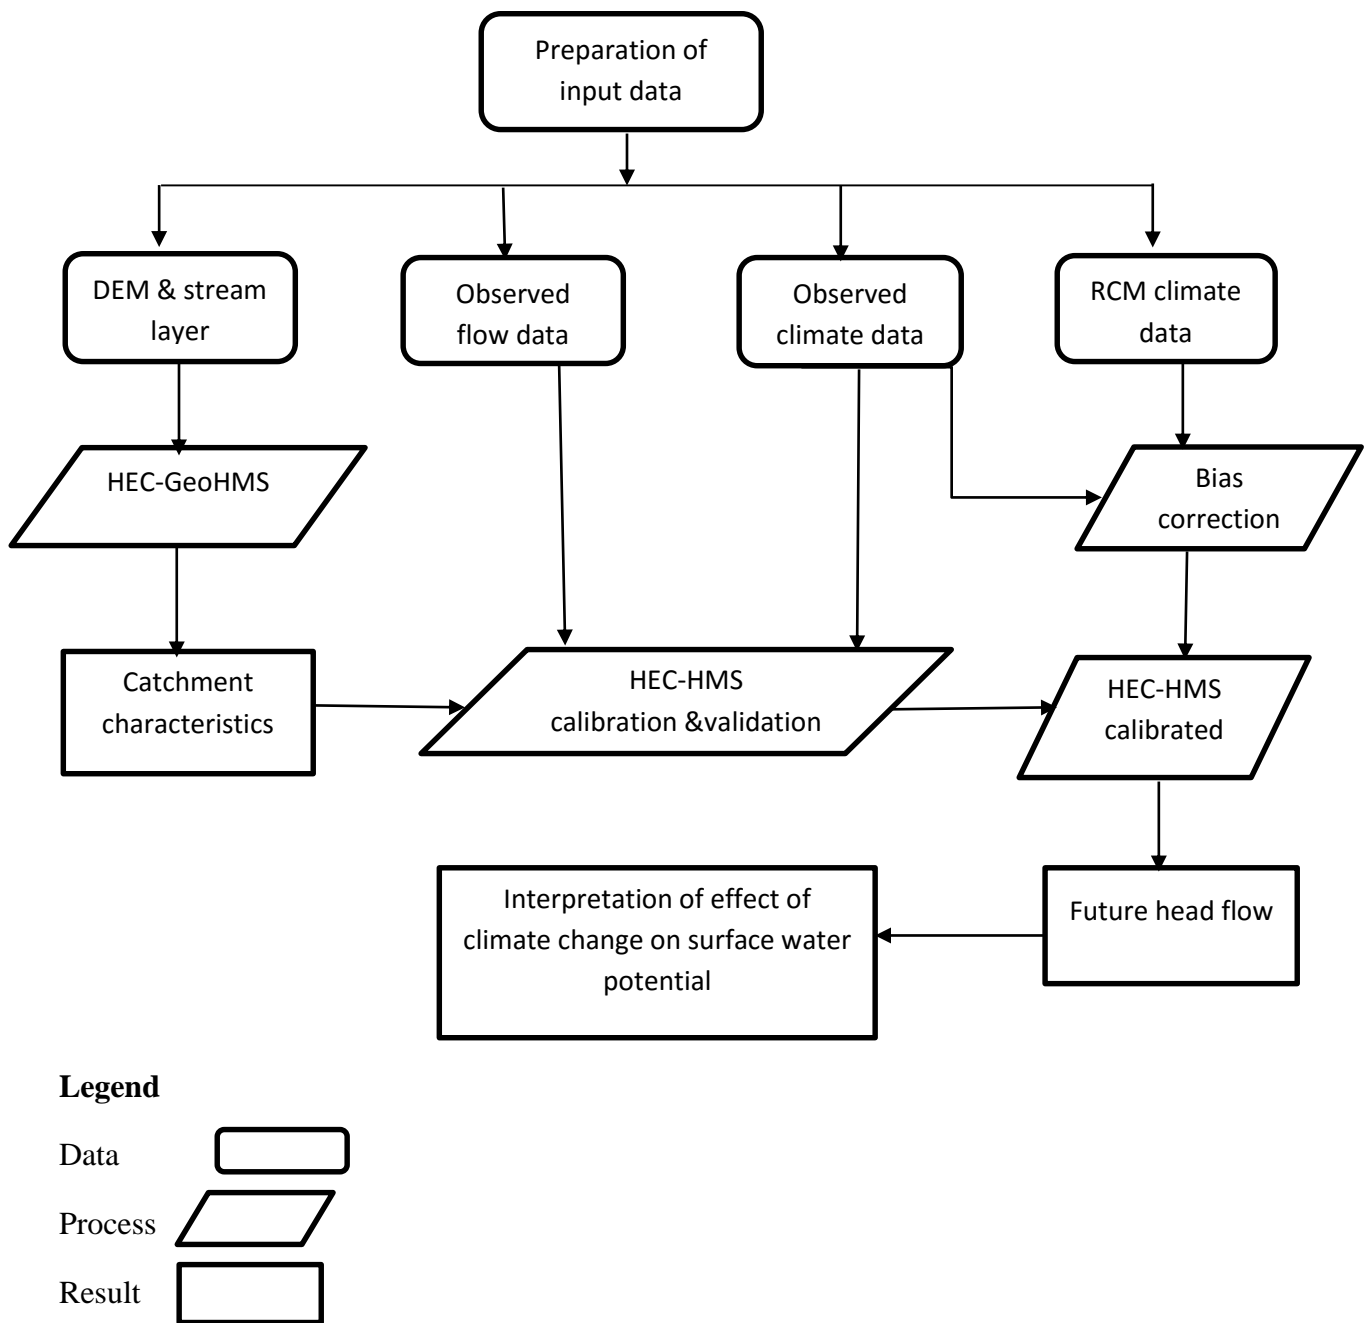 Preparation of
input data
DEM & stream
layer
Observed
flow data
Observed
climate data
RCM climate
data
HEC-GeoHMS
Bias
correction
Catchment
characteristics
HEC-HMS
calibration &validation
HEC-HMS
calibrated
Interpretation of effect of
climate change on surface water
potential
Future head flow
Legend
Data
Process
Result